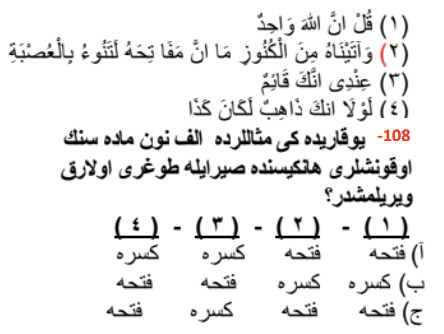 (١) قُلْ انَّ اللهَ وَاحِدٌ
(٢) وَآتَيْنَاهُ مِنَ الْكُنُوزِ مَا انَّ مَفَا تِحَهُ لَتَنُوءُ بِالْعُصْبَةِ
(٣) عِنْدِى انَّكَ قَائِمٌ
(٤) لَوْلَا انكَ ذَاهِبٌ لَكَانَ كَذَا
108- يوقاريده كى مثاللرده الف نون ماده سنك
اوقونشلرى هانكيسنده صيرايله طوغرى اولارق
ويريلمشدر؟
(١) - (٢) - (٣) - (٤)
آ) فتحه فتحه كسره كسره
ب) كسره كسره فتحه فتحه
ج) فتحه فتحه كسره فتحه